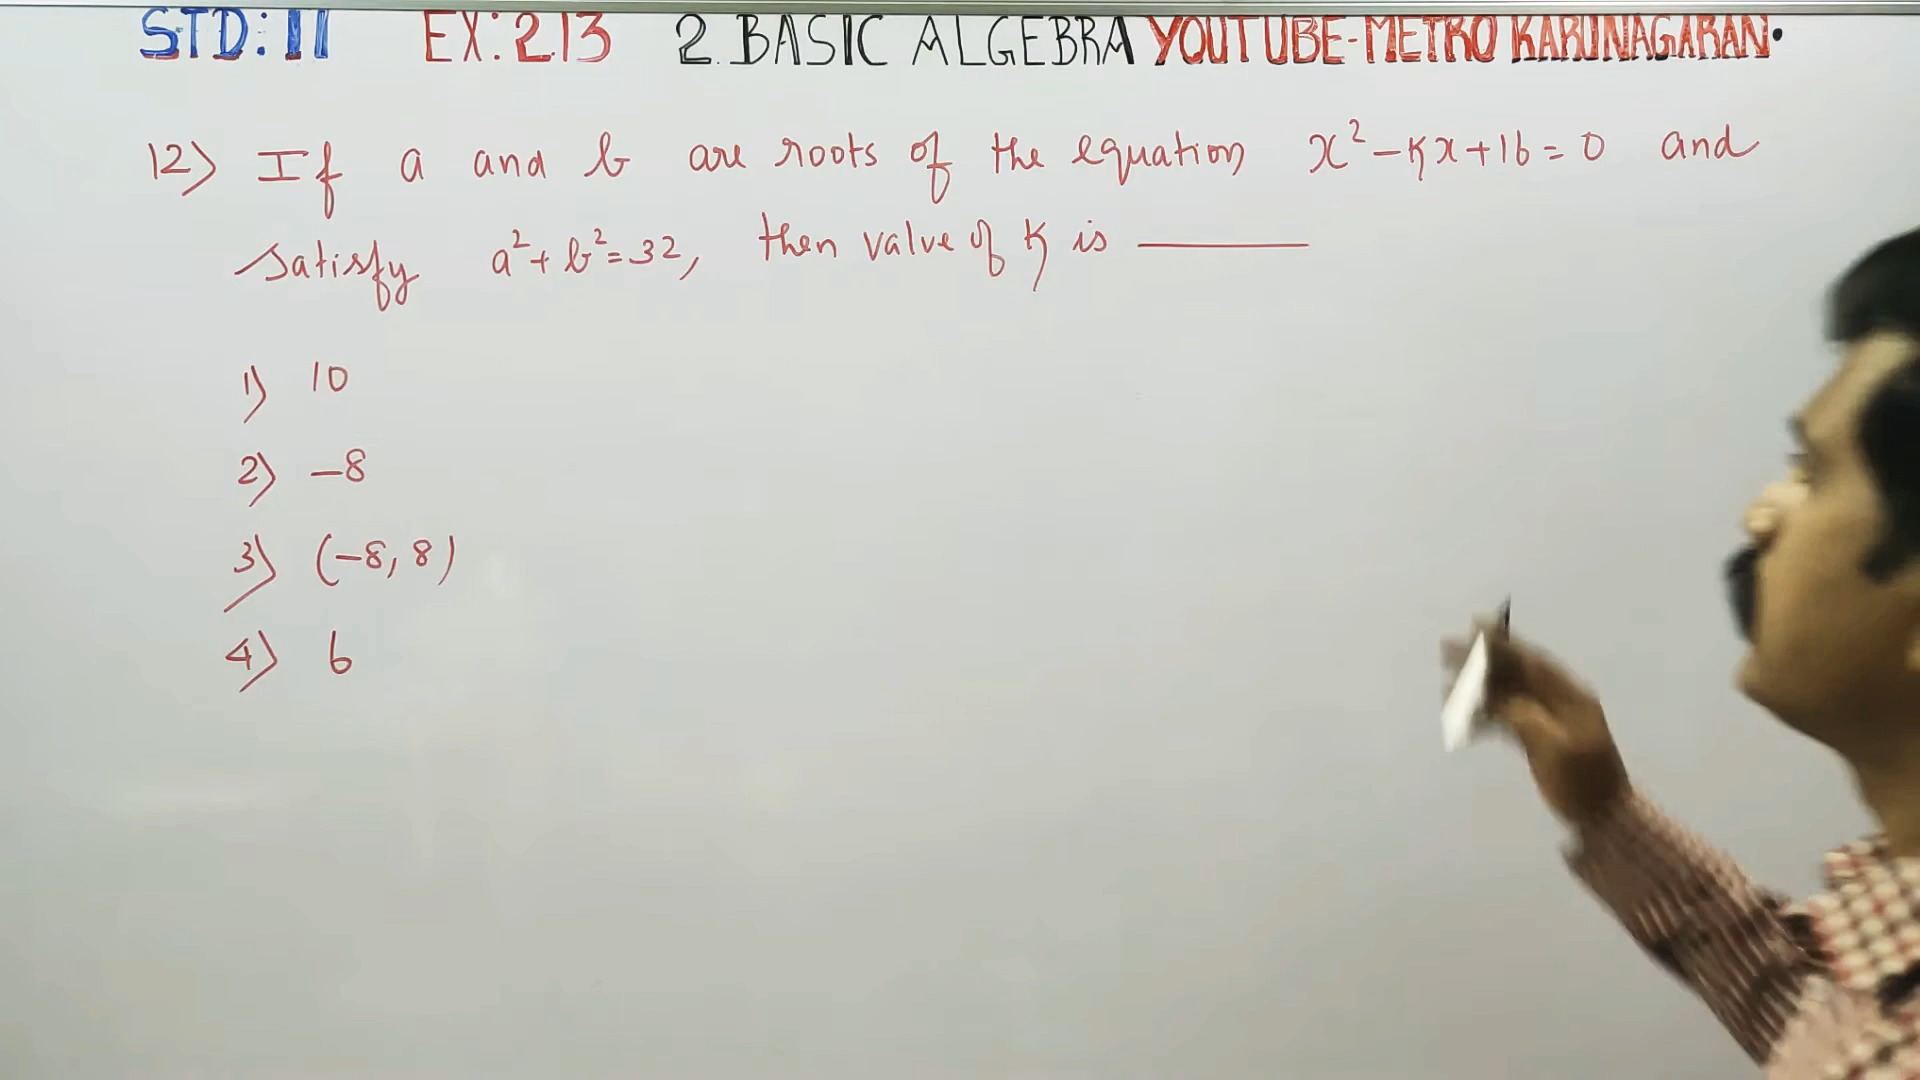 STD: 11 EX: 2.13 2. BASIC ALGEBRA YOUTUBE-METRO KARUNAGARAN.
12) If a and b are roots of the equation x² - kx + 16 = 0 and
satisfy a² + b² = 32, then value of k is ______
1) 10
2) -8
3) (-8, 8)
4) 6